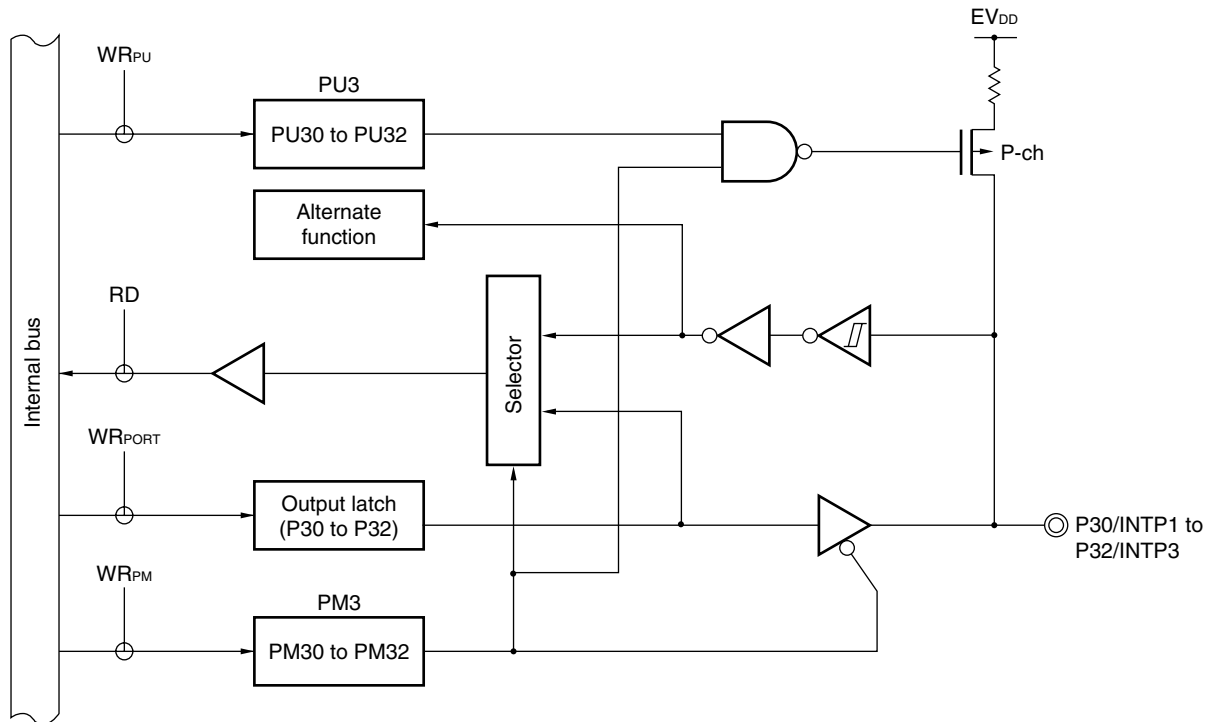 EVDD
WRPU
PU3
PU30 to PU32
P-ch
Alternate
function
RD
Internal bus
Selector
WRPORT
Output latch
(P30 to P32)
P30/INTP1 to
P32/INTP3
WRPM
PM3
PM30 to PM32